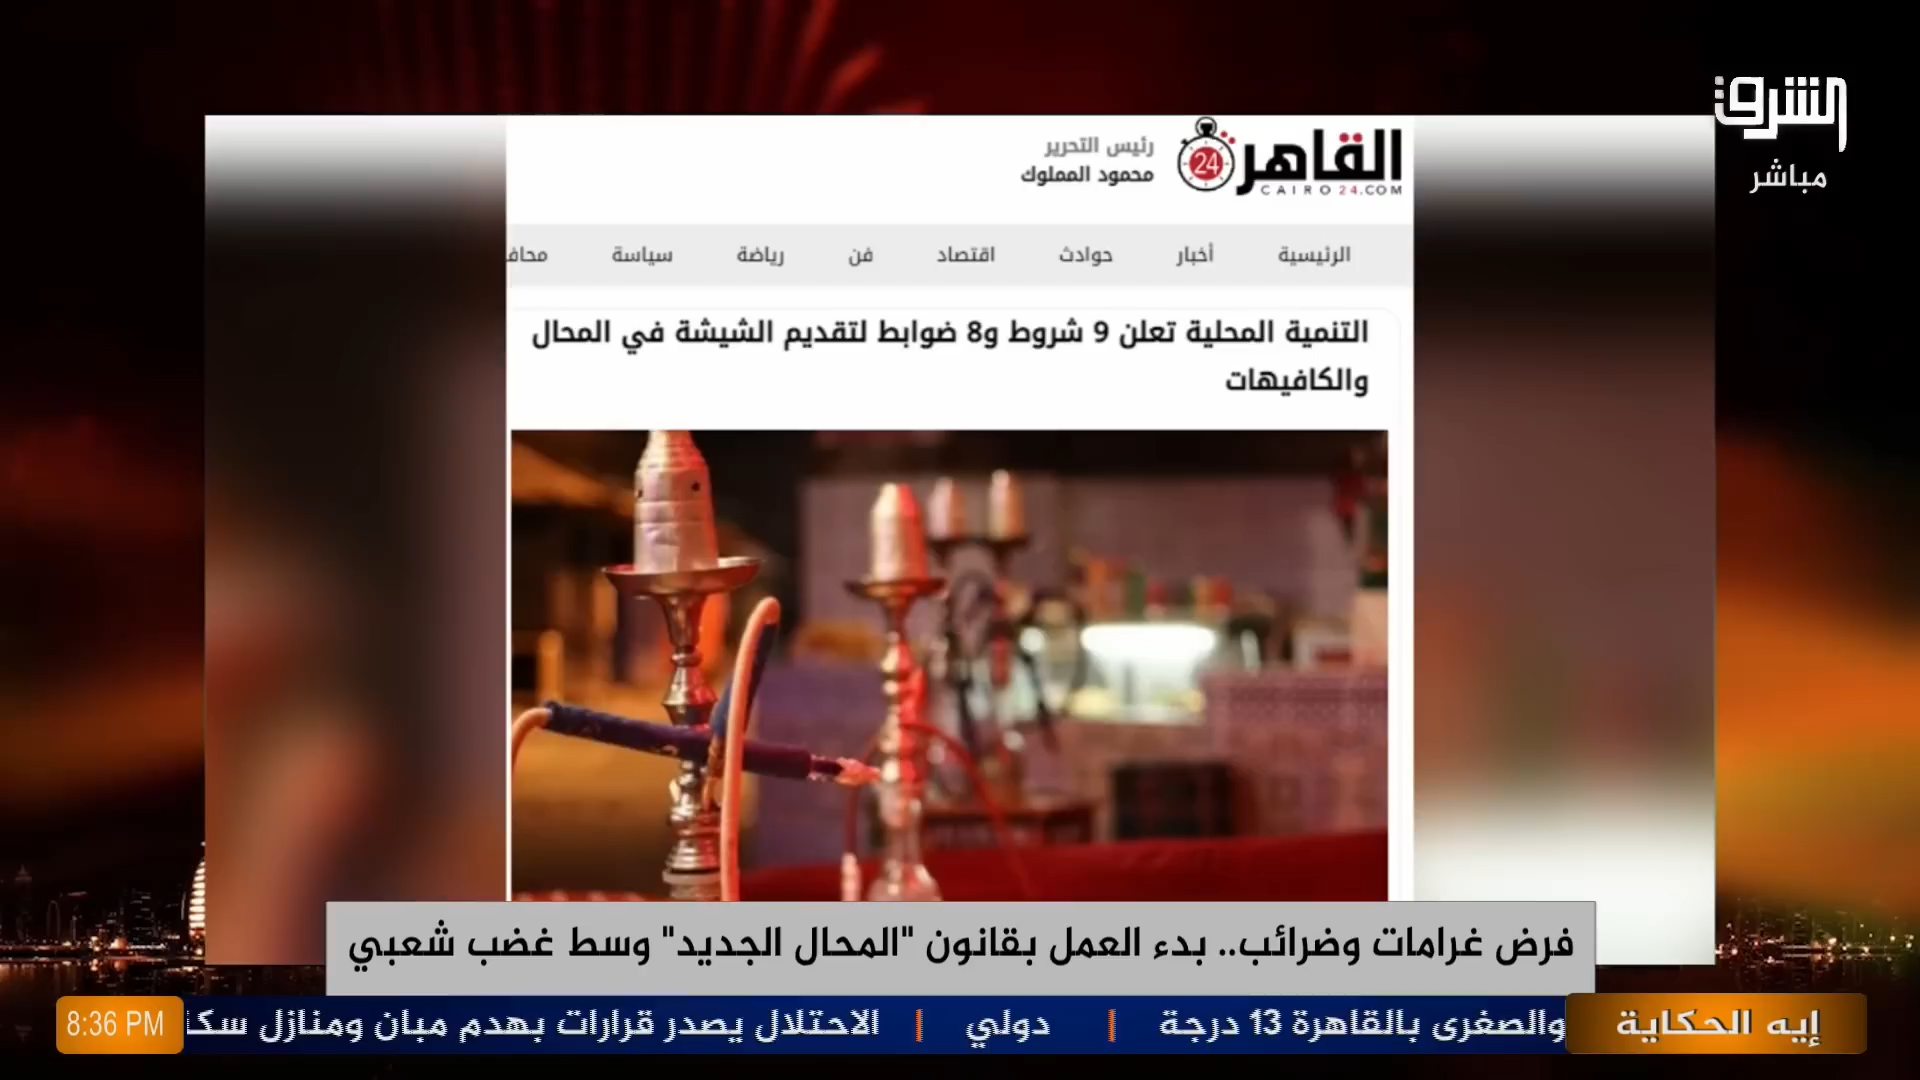 الشرق
مباشر
القاهرة 24
CAIRO24.COM
رئيس التحرير
محمود المملوك
الرئيسية أخبار حوادث اقتصاد فن رياضة سياسة محاف
التنمية المحلية تعلن 9 شروط و8 ضوابط لتقديم الشيشة في المحال
والكافيهات
فرض غرامات وضرائب.. بدء العمل بقانون "المحال الجديد" وسط غضب شعبي
إيه الحكاية
والصغرى بالقاهرة 13 درجة | دولي | الاحتلال يصدر قرارات بهدم مبان ومنازل سك
8:36 PM